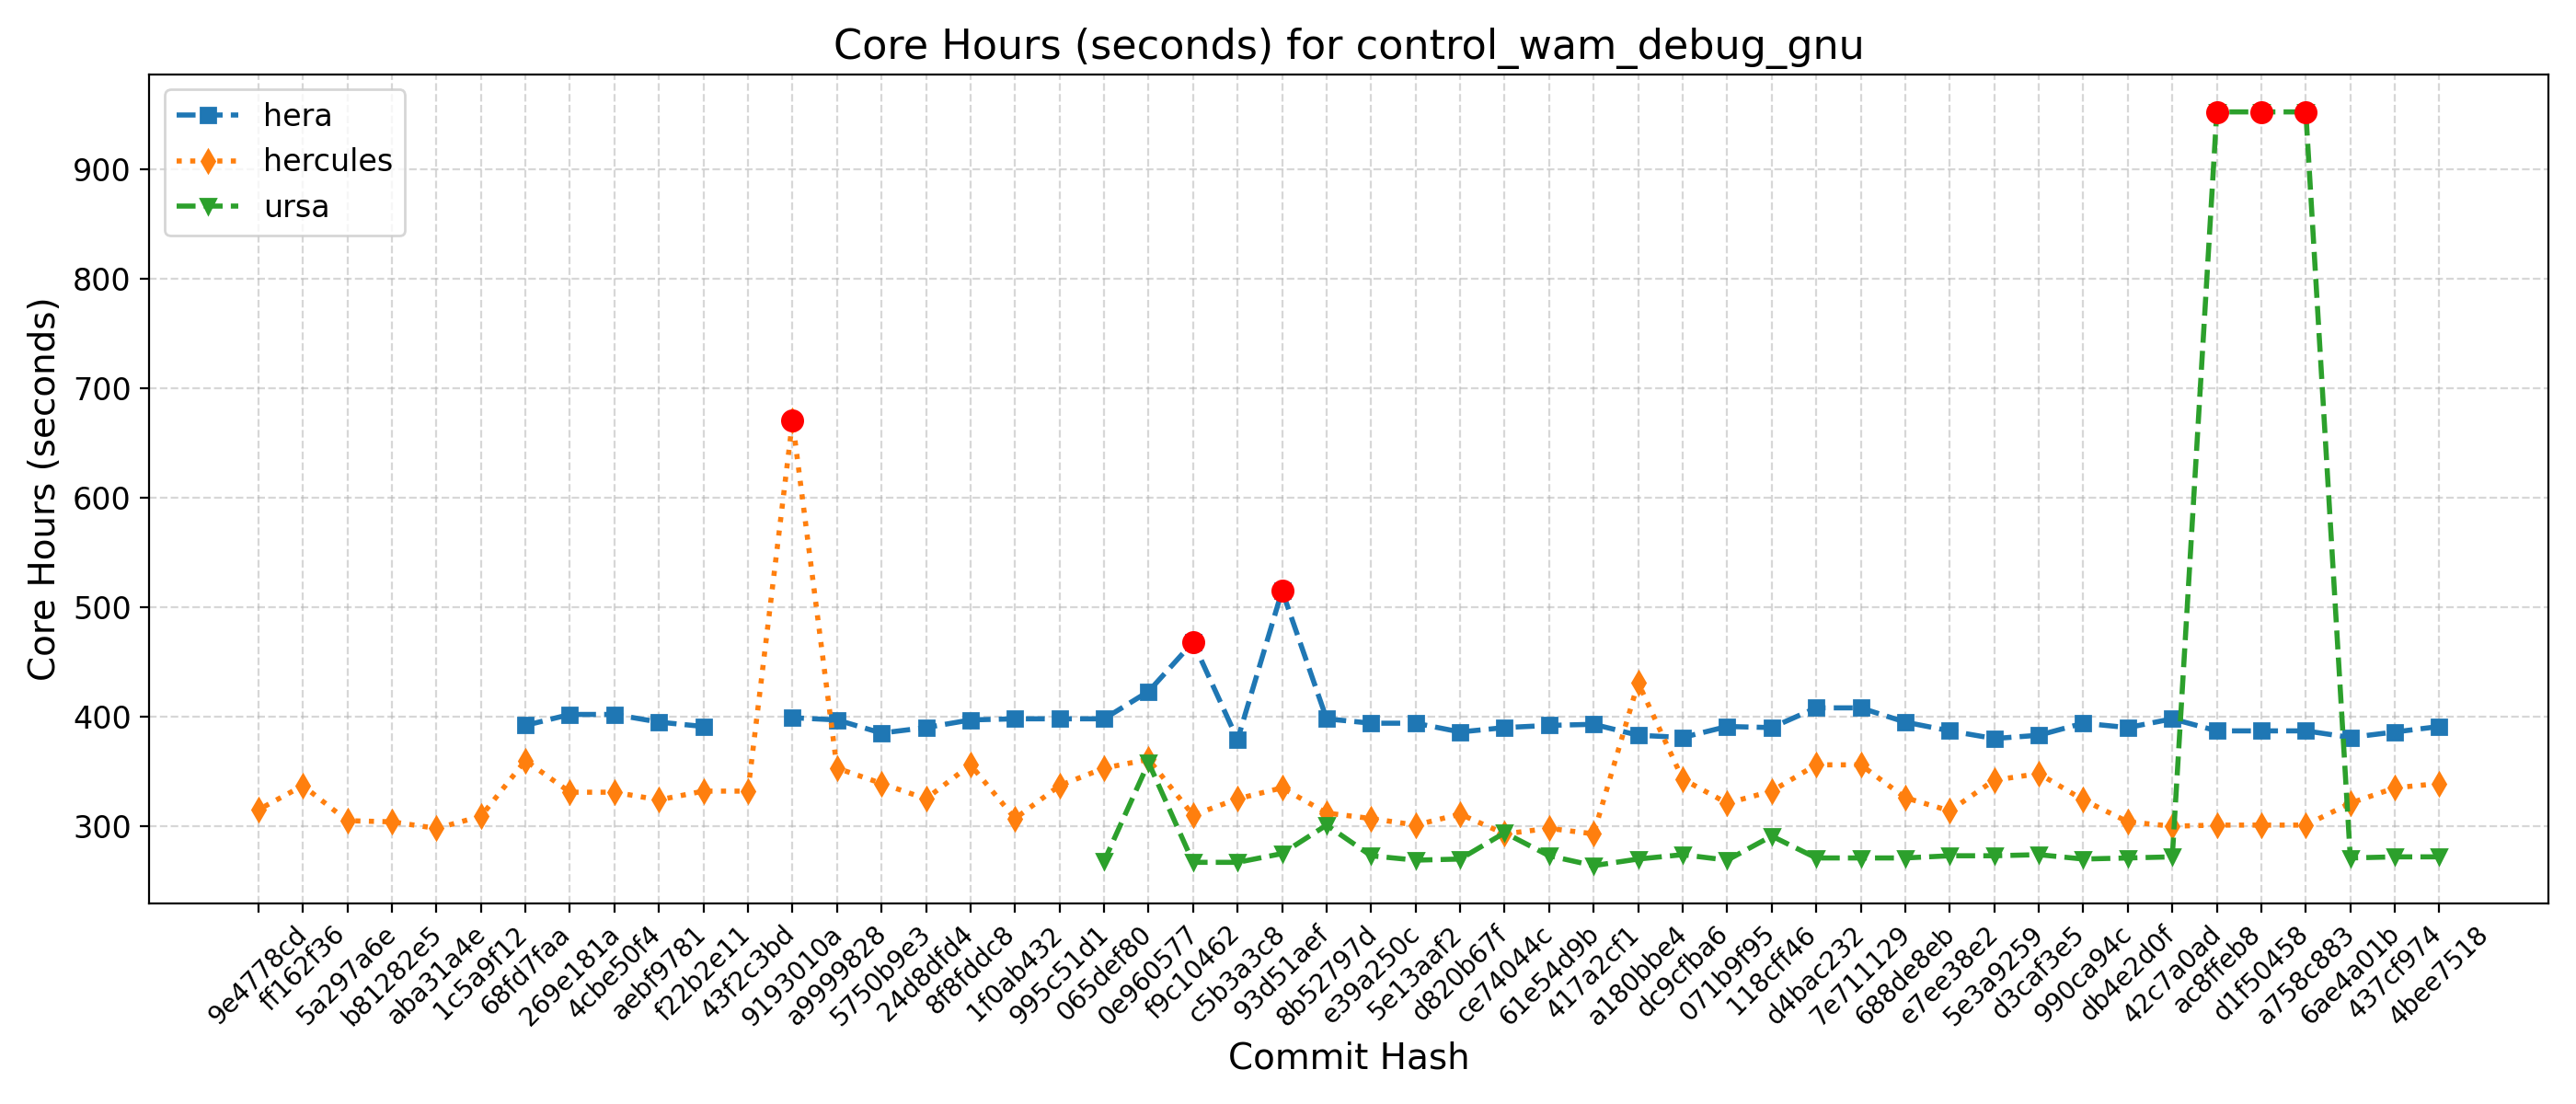 Core Hours (seconds) for control_wam_debug_gnu
hera
hercules
ursa
Core Hours (seconds)
900
800
700
600
500
400
300
9e4778cd
ff162f36
5a297a6e
b81282e5
aba31a4e
1c5a9f12
68fd7faa
269e181a
4cbe50f4
aebf9781
f22b2e11
43f2c3bd
9193010a
a9999828
5750b9e3
24d8dfd4
8f8fddc8
1f0ab432
995c51d1
065def80
0e960577
f9c10462
c5b3a3c8
93d51aef
8b52797d
e39a250c
5e13aaf2
d820b67f
ce74044c
61e54d9b
417a2cf1
a180bbe4
dc9cfba6
071b9f95
118cff46
d4bac232
7e711129
688de8eb
e7ee38e2
5e3a9259
d3caf3e5
990ca94c
db4e2d0f
42c7a0ad
ac8ffeb8
d1f50458
a758c883
6ae4a01b
437cf974
4bee7518
Commit Hash